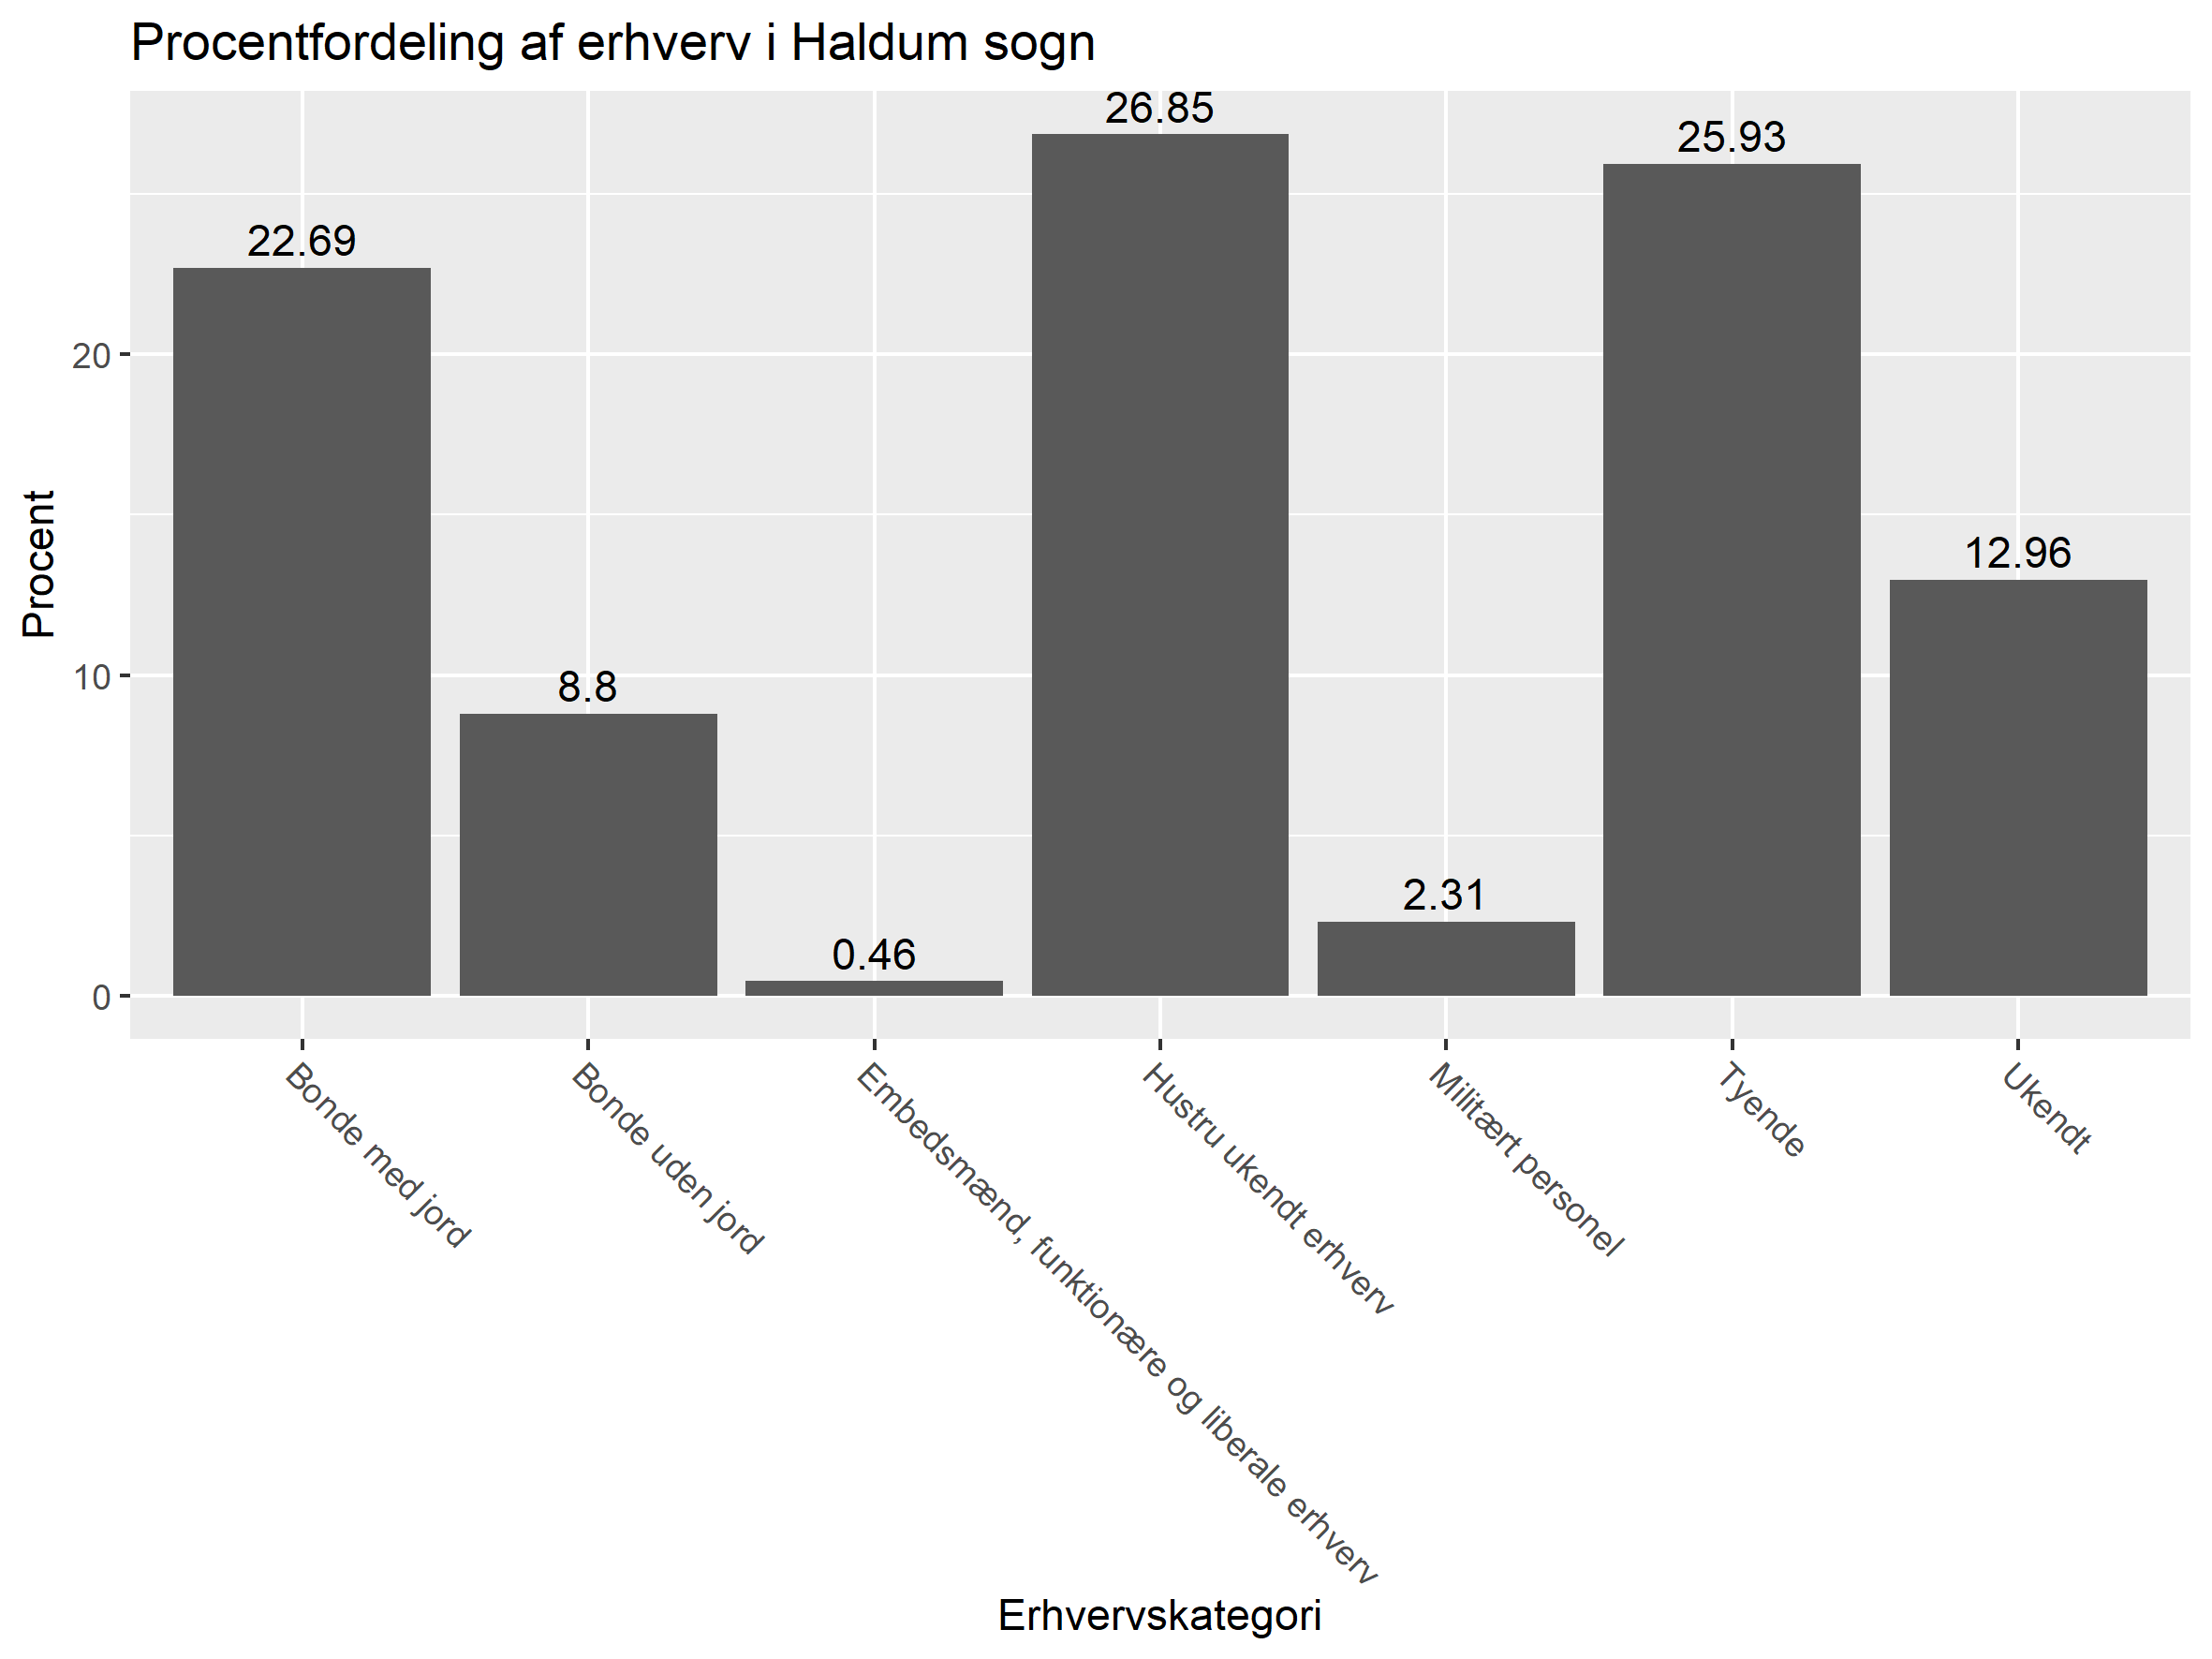 Procentfordeling af erhverv i Haldum sogn
26.85
25.93
22.69
20
12.96
Procent
10
8.8
2.31
0.46
0
Bonde med jord
Bonde uden jord
Embedsmænd, funktionære og liberale erhverv
Hustru ukendt erhverv
Militært personel
Tyende
Ukendt
Erhvervskategori